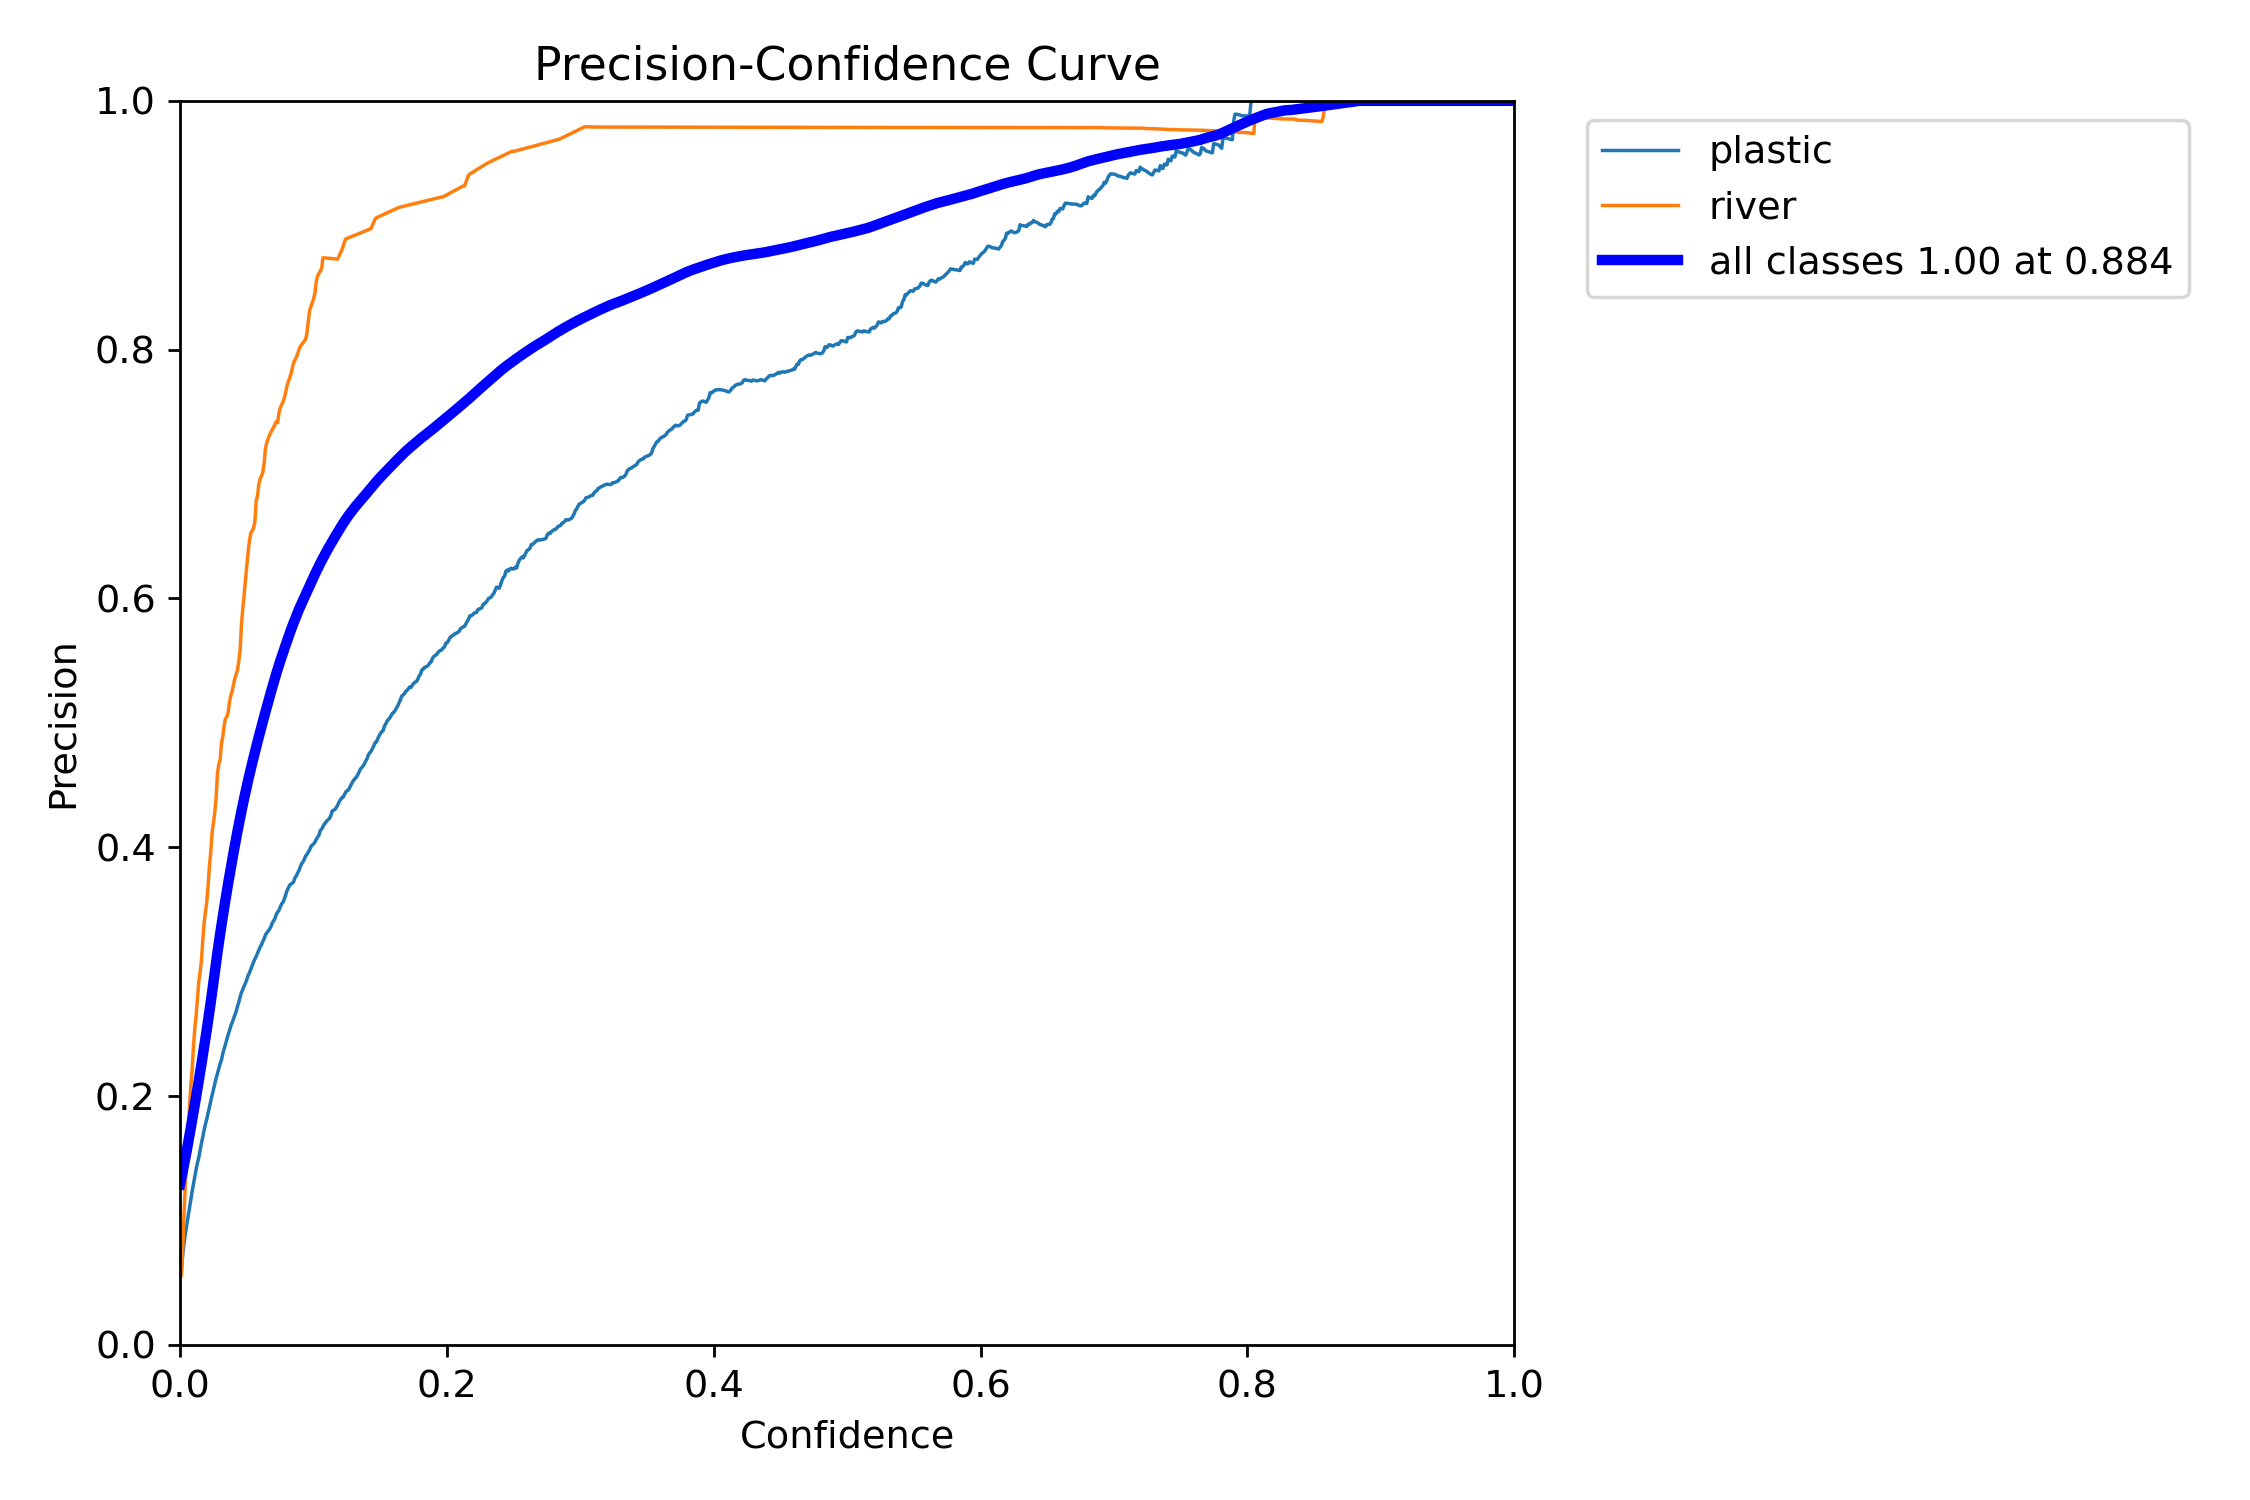 Precision-Confidence Curve
1.0
0.8
0.6
0.4
0.2
0.0
Precision
0.0 0.2 0.4 0.6 0.8 1.0
Confidence
plastic
river
all classes 1.00 at 0.884